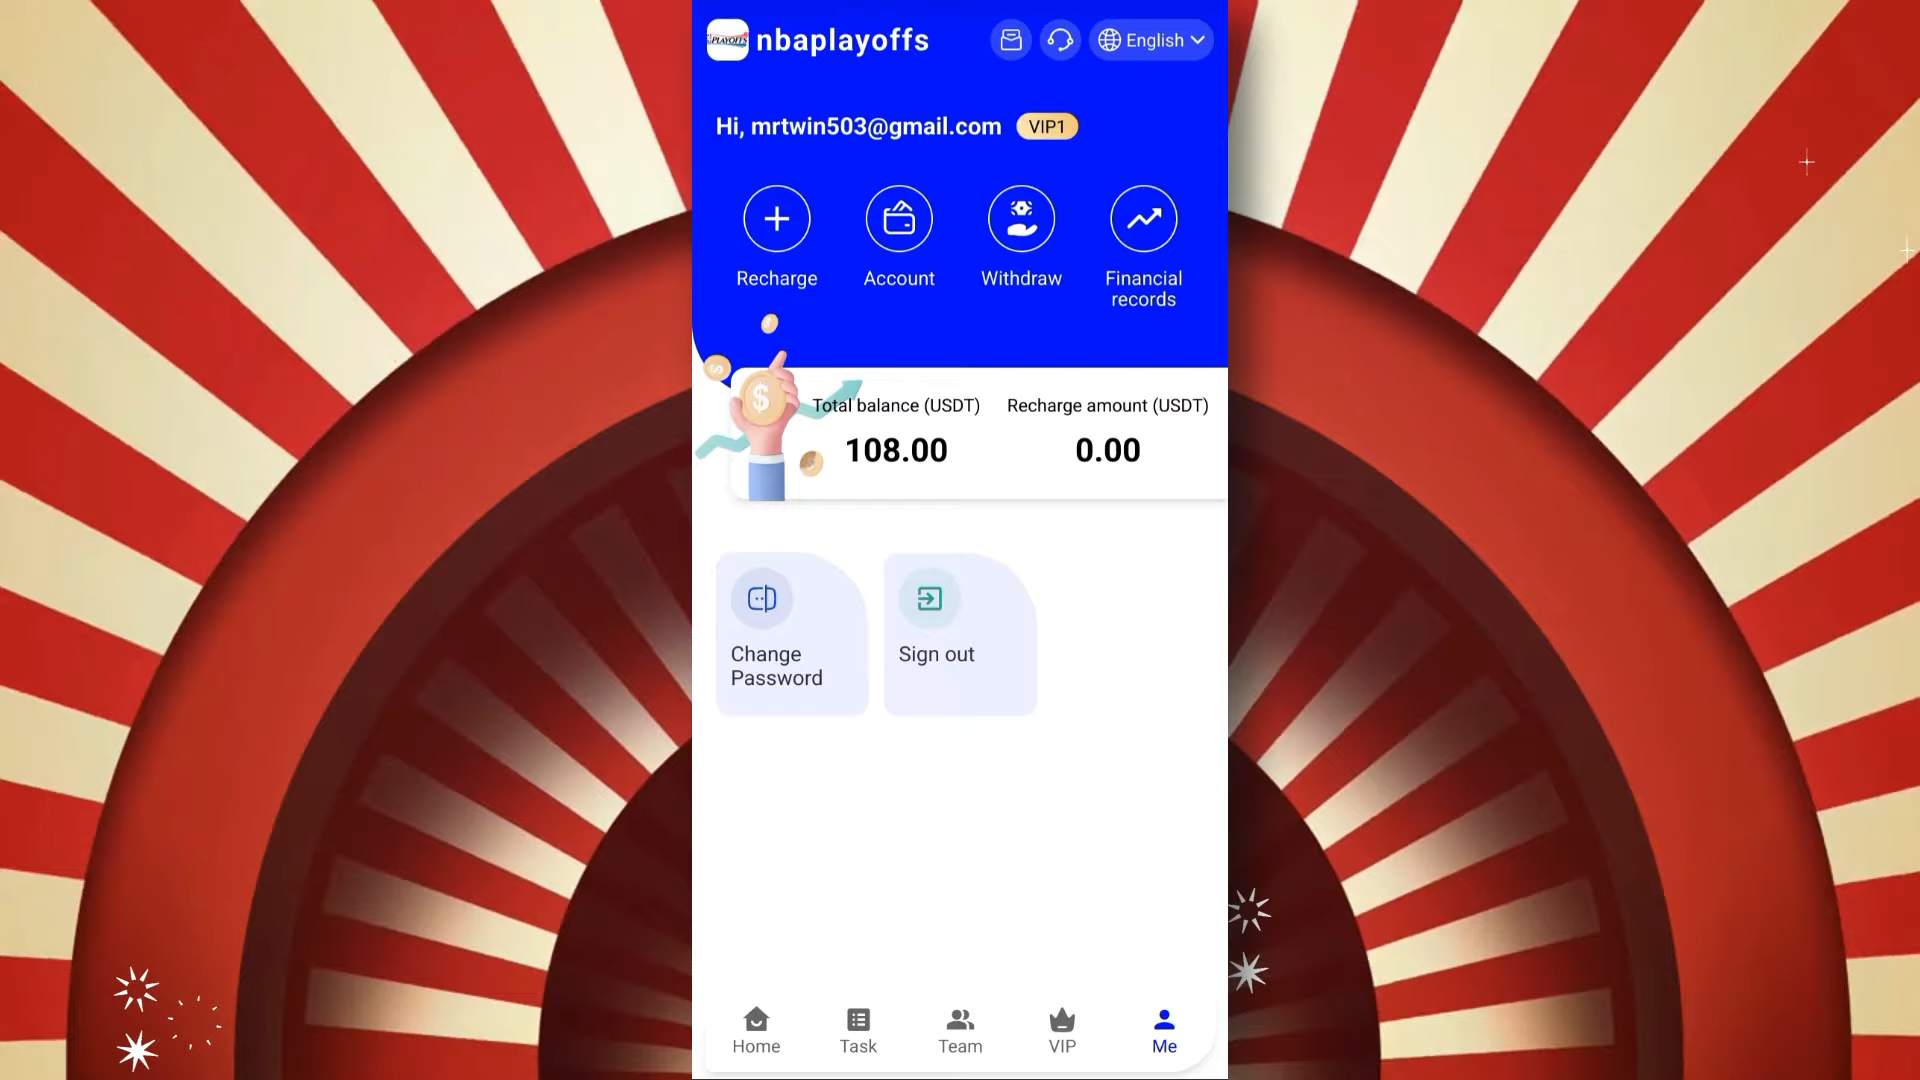 PLAYOFFS
nbaplayoffs
English
Hi, mrtwin503@gmail.com
VIP1
Recharge
Account
Withdraw
Financial
records
$
Total balance (USDT)
Recharge amount (USDT)
108.00
0.00
Change
Password
Sign out
Home
Task
Team
VIP
Me